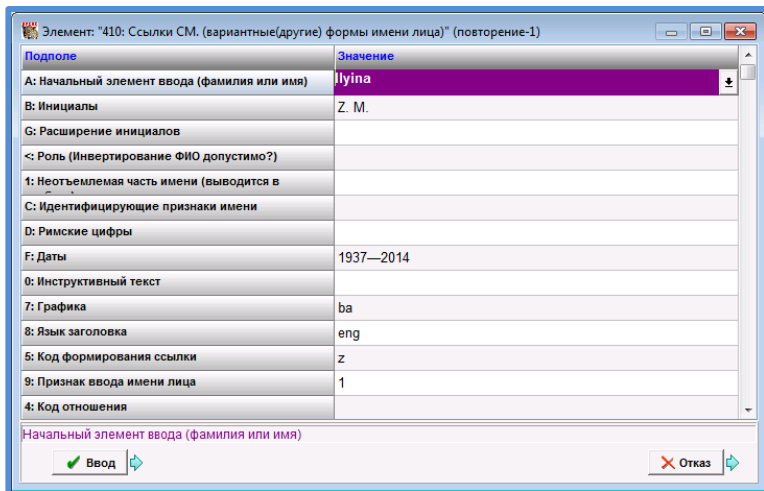 Элемент: "410: Ссылки СМ. (вариантные(другие) формы имени лица)" (повторение-1)
Подполе Значение
A: Начальный элемент ввода (фамилия или имя) Ilyina
B: Инициалы Z. M.
G: Расширение инициалов
<: Роль (Инвертирование ФИО допустимо?)
1: Неотъемлемая часть имени (выводится в
C: Идентифицирующие признаки имени
D: Римские цифры
F: Даты 1937—2014
0: Инструктивный текст
7: Графика ba
8: Язык заголовка eng
5: Код формирования ссылки z
9: Признак ввода имени лица 1
4: Код отношения
Начальный элемент ввода (фамилия или имя)
Ввод Отказ